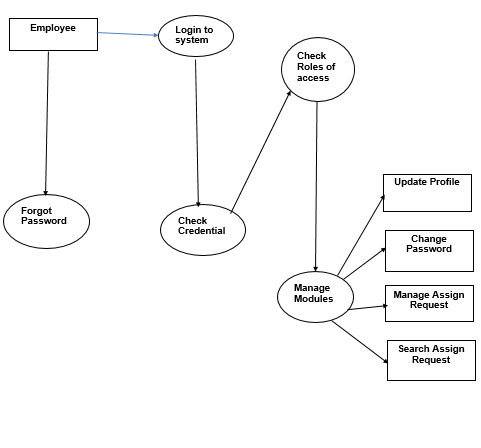 Employee
Login to
system
Check
Roles of
access
Forgot
Password
Check
Credential
Update Profile
Change
Password
Manage
Modules
Manage Assign
Request
Search Assign
Request